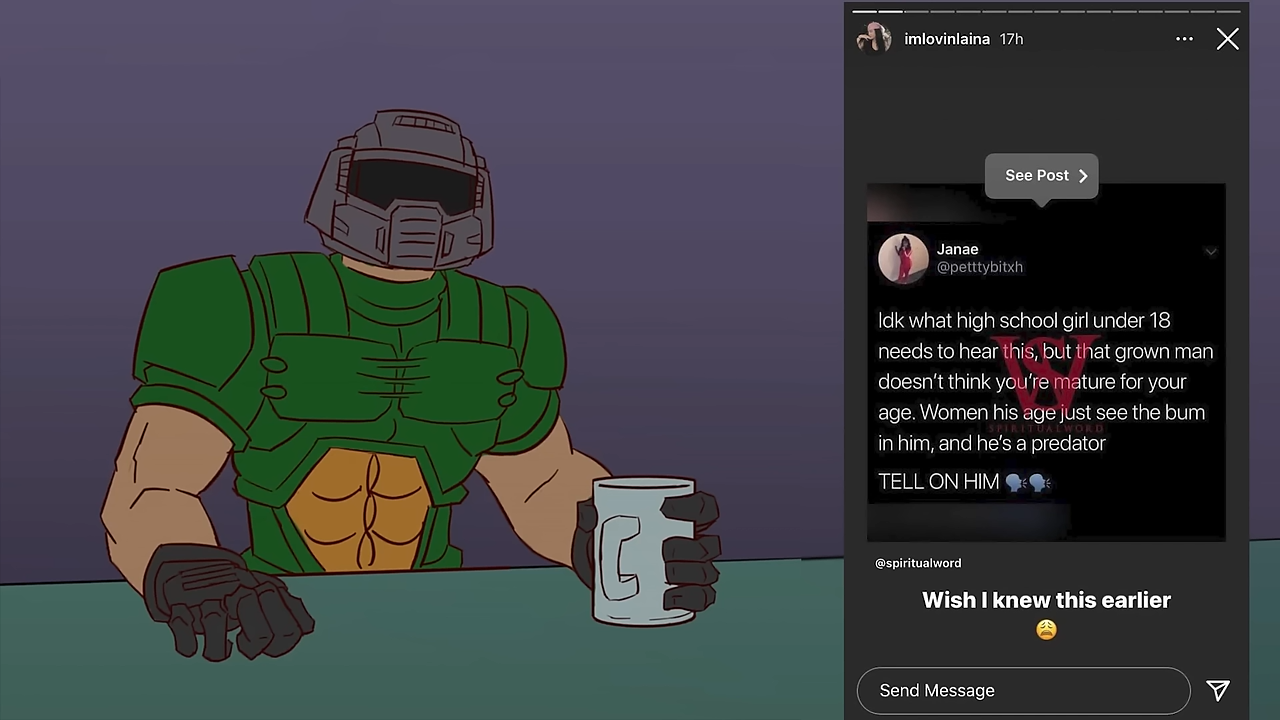 imlovinlaina 17h
See Post
Janae
@petttybitxh
Idk what high school girl under 18
needs to hear this, but that grown man
doesn't think you're mature for your
age. Women his age just see the bum
in him, and he's a predator
TELL ON HIM 🗣️🗣️
SW
SPIRITUALWORD
@spiritualword
Wish I knew this earlier
😩
Send Message